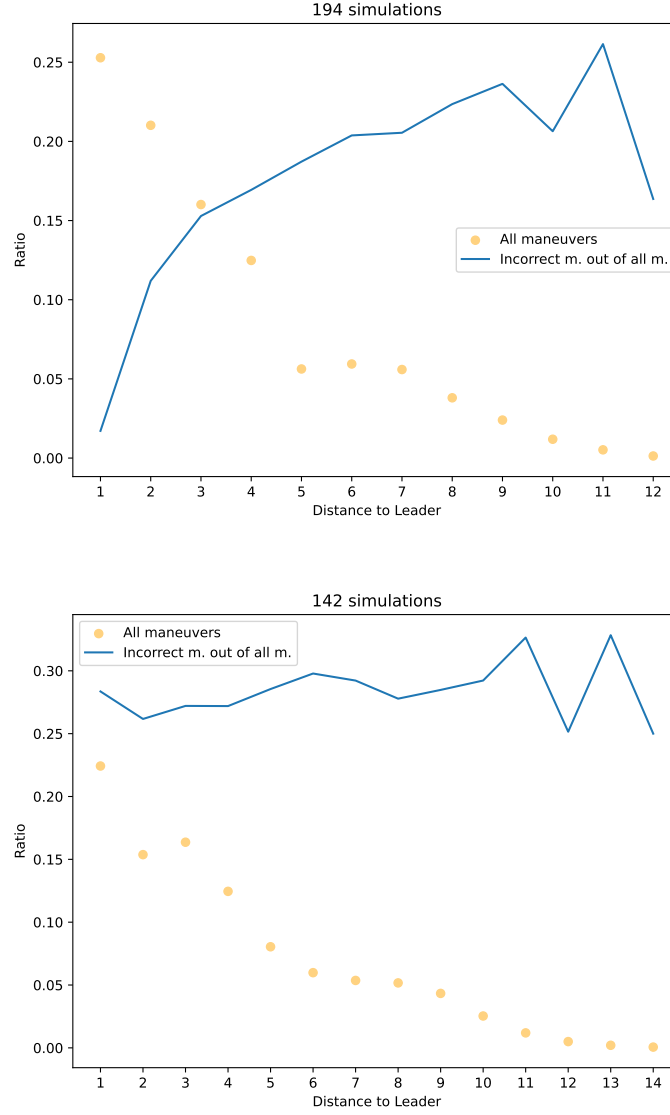 194 simulations
0.25
0.20
0.15
0.10
0.05
0.00
Ratio
All maneuvers
Incorrect m. out of all m.
1 2 3 4 5 6 7 8 9 10 11 12
Distance to Leader
142 simulations
All maneuvers
Incorrect m. out of all m.
0.30
0.25
0.20
0.15
0.10
0.05
0.00
Ratio
1 2 3 4 5 6 7 8 9 10 11 12 13 14
Distance to Leader